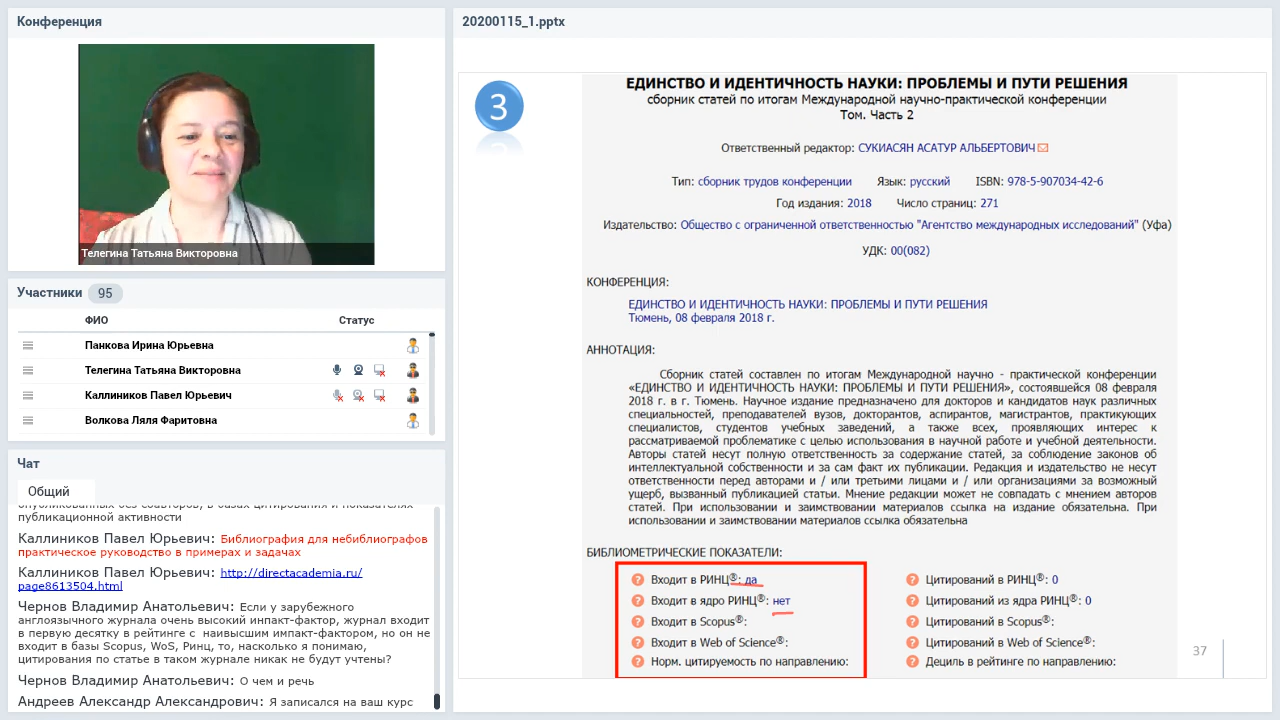 Конференция
Телегина Татьяна Викторовна
Участники 95
ФИО Статус
Панкова Ирина Юрьевна
Телегина Татьяна Викторовна
Каллиников Павел Юрьевич
Волкова Ляля Фаритовна
Чат
Общий
опубликованных без соавторов, в базах цитирования и показателях
публикационной активности
Каллиников Павел Юрьевич: Библиография для небиблиографов
практическое руководство в примерах и задачах
Каллиников Павел Юрьевич: http://directacademia.ru/
page8613504.html
Чернов Владимир Анатольевич: Если у зарубежного
англоязычного журнала очень высокий инпакт-фактор, журнал входит
в первую десятку в рейтинге с наивысшим импакт-фактором, но он не
входит в базы Scopus, WoS, Ринц, то, насколько я понимаю,
цитирования по статье в таком журнале никак не будут учтены?
Чернов Владимир Анатольевич: О чем и речь
Андреев Александр Александрович: Я записался на ваш курс
20200115_1.pptx
3
ЕДИНСТВО И ИДЕНТИЧНОСТЬ НАУКИ: ПРОБЛЕМЫ И ПУТИ РЕШЕНИЯ
сборник статей по итогам Международной научно-практической конференции
Том. Часть 2
Ответственный редактор: СУКИАСЯН АСАТУР АЛЬБЕРТОВИЧ
Тип: сборник трудов конференции Язык: русский ISBN: 978-5-907034-42-6
Год издания: 2018 Число страниц: 271
Издательство: Общество с ограниченной ответственностью "Агентство международных исследований" (Уфа)
УДК: 00(082)
КОНФЕРЕНЦИЯ:
ЕДИНСТВО И ИДЕНТИЧНОСТЬ НАУКИ: ПРОБЛЕМЫ И ПУТИ РЕШЕНИЯ
Тюмень, 08 февраля 2018 г.
АННОТАЦИЯ:
Сборник статей составлен по итогам Международной научно - практической конференции
«ЕДИНСТВО И ИДЕНТИЧНОСТЬ НАУКИ: ПРОБЛЕМЫ И ПУТИ РЕШЕНИЯ», состоявшейся 08 февраля
2018 г. в г. Тюмень. Научное издание предназначено для докторов и кандидатов наук различных
специальностей, преподавателей вузов, докторантов, аспирантов, магистрантов, практикующих
специалистов, студентов учебных заведений, а также всех, проявляющих интерес к
рассматриваемой проблематике с целью использования в научной работе и учебной деятельности.
Авторы статей несут полную ответственность за содержание статей, за соблюдение законов об
интеллектуальной собственности и за сам факт их публикации. Редакция и издательство не несут
ответственности перед авторами и / или третьими лицами и / или организациями за возможный
ущерб, вызванный публикацией статьи. Мнение редакции может не совпадать с мнением авторов
статей. При использовании и заимствовании материалов ссылка на издание обязательна. При
использовании и заимствовании материалов ссылка обязательна
БИБЛИОМЕТРИЧЕСКИЕ ПОКАЗАТЕЛИ:
Входит в РИНЦ®: да Цитирований в РИНЦ®: 0
Входит в ядро РИНЦ®: нет Цитирований из ядра РИНЦ®: 0
Входит в Scopus®: Цитирований в Scopus®:
Входит в Web of Science®: Цитирований в Web of Science®:
Норм. цитируемость по направлению: Дециль в рейтинге по направлению:
37